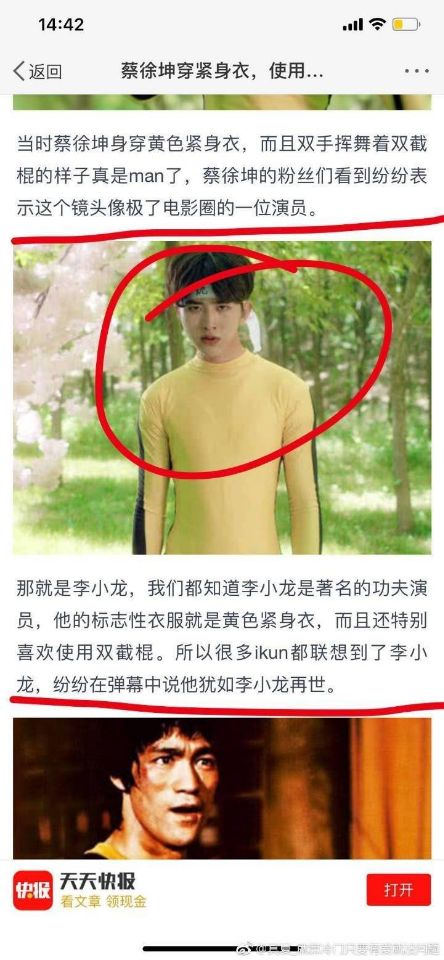 14:42
返回
蔡徐坤穿紧身衣，使用...
当时蔡徐坤身穿黄色紧身衣，而且双手挥舞着双截
棍的样子真是man了，蔡徐坤的粉丝们看到纷纷表
示这个镜头像极了电影圈的一位演员。
那就是李小龙，我们都知道李小龙是著名的功夫演
员，他的标志性衣服就是黄色紧身衣，而且还特别
喜欢使用双截棍。所以很多ikun都联想到了李小
龙，纷纷在弹幕中说他犹如李小龙再世。
快报
天天快报
看文章 领现金
打开